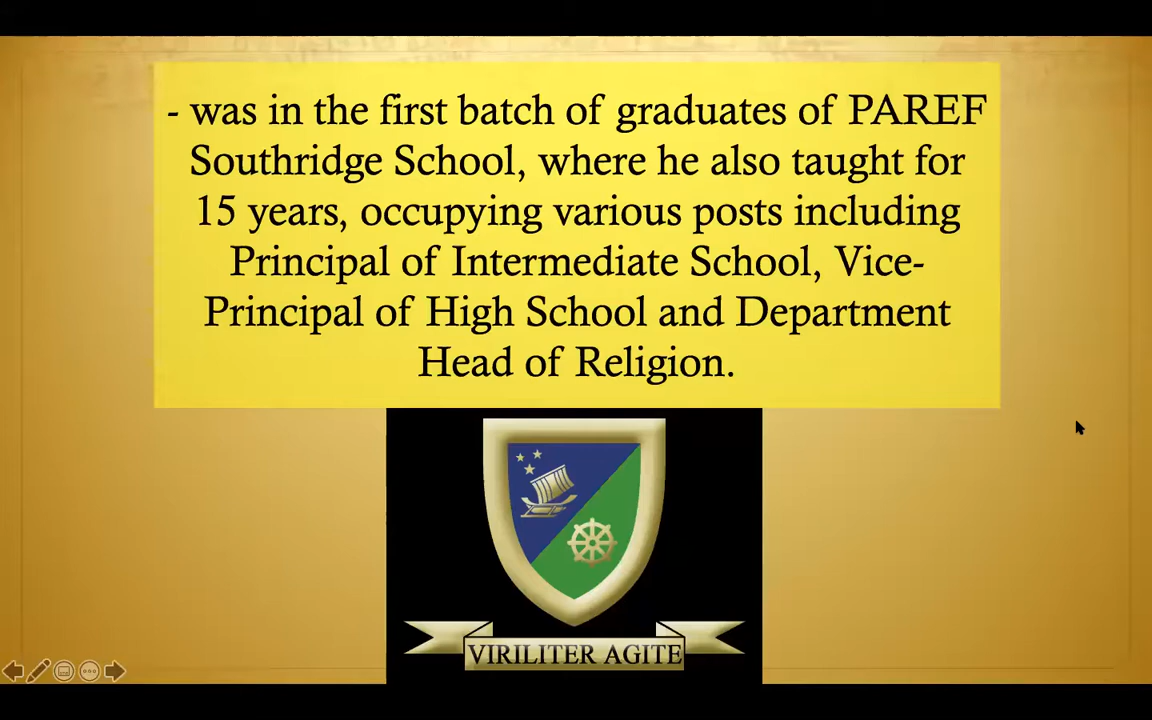 - was in the first batch of graduates of PAREF
Southridge School, where he also taught for
15 years, occupying various posts including
Principal of Intermediate School, Vice-
Principal of High School and Department
Head of Religion.
VIRILITER AGITE